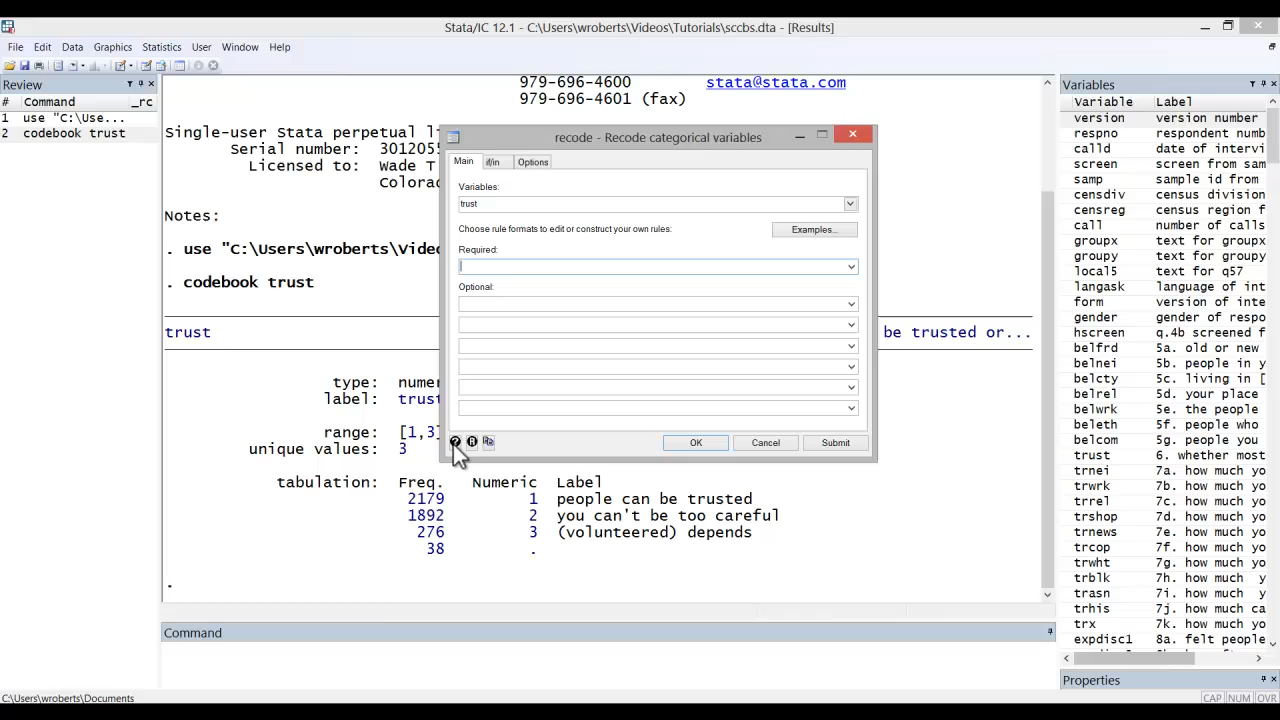 Stata/IC 12.1 - C:\Users\wroberts\Videos\Tutorials\sccbs.dta - [Results]
File Edit Data Graphics Statistics User Window Help
Review
# Command _rc
1 use "C:\Use...
2 codebook trust
979-696-4600 stata@stata.com
979-696-4601 (fax)
Single-user Stata perpetual li
Serial number: 3012055
Licensed to: Wade T
Colora
Notes:
. use "C:\Users\wroberts\Video
. codebook trust
trust be trusted or...
type: numer
label: trust
range: [1,3]
unique values: 3
tabulation: Freq. Numeric Label
2179 1 people can be trusted
1892 2 you can't be too careful
276 3 (volunteered) depends
38 .
.
recode - Recode categorical variables
Main if/in Options
Variables:
trust
Choose rule formats to edit or construct your own rules: Examples...
Required:
Optional:
OK Cancel Submit
Command
Variables
Variable Label
version version number
respno respondent numb
calld date of intervi
screen screen from sam
samp sample id from
censdiv census division
censreg census region f
call number of calls
groupx text for groupx
groupy text for groupy
local5 text for q57
langask language of int
form version of inte
gender gender of respo
hscreen q.4b screened f
belfrd 5a. old or new
belnei 5b. people in y
belcty 5c. living in [
belrel 5d. your place
belwrk 5e. the people
beleth 5f. people who
belcom 5g. people you
trust 6. whether most
trnei 7a. how much yo
trwrk 7b. how much yo
trrel 7c. how much yo
trshop 7d. how much yo
trnews 7e. how much yo
trcop 7f. how much yo
trwht 7g. how much yo
trblk 7h. how much y
trasn 7i. how much y
trhis 7j. how much ca
trx 7k. how much yo
expdisc1 8a. felt people
Properties
C:\Users\wroberts\Documents
CAP NUM OVR